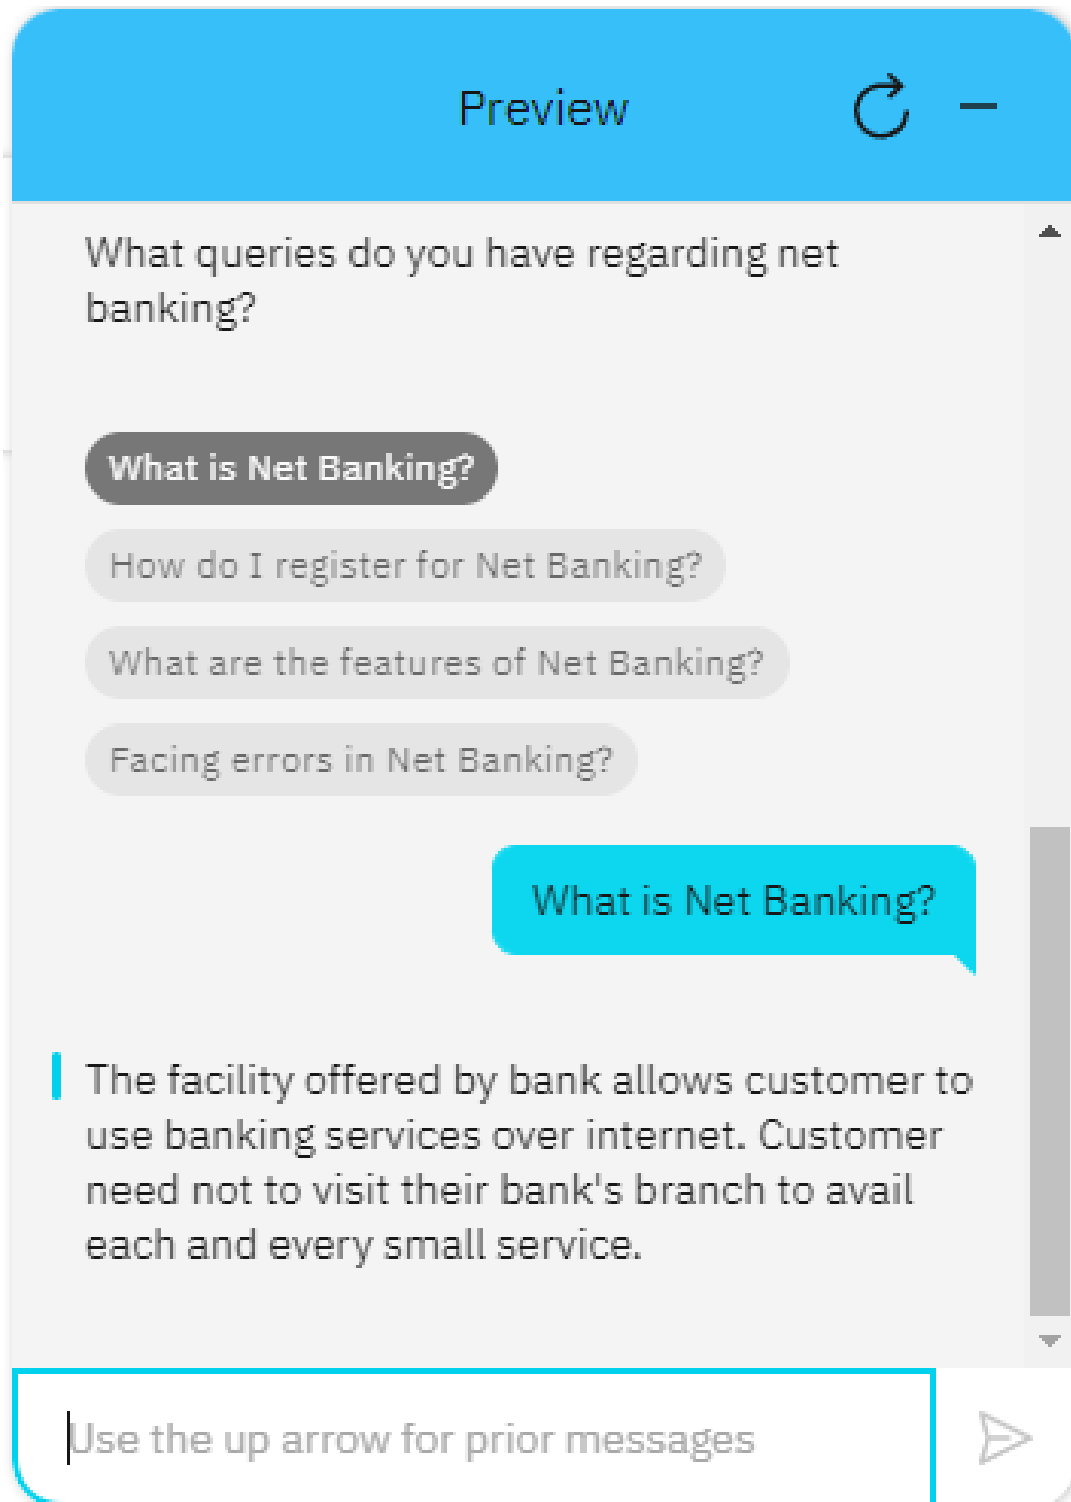 Preview
What queries do you have regarding net
banking?
What is Net Banking?
How do I register for Net Banking?
What are the features of Net Banking?
Facing errors in Net Banking?
What is Net Banking?
The facility offered by bank allows customer to
use banking services over internet. Customer
need not to visit their bank's branch to avail
each and every small service.
Use the up arrow for prior messages